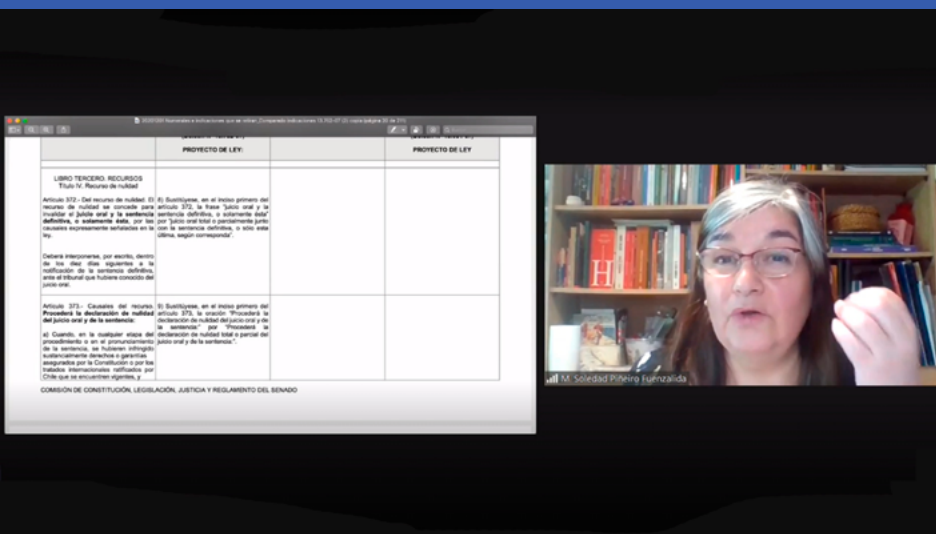 PROYECTO DE LEY:
PROYECTO DE LEY
LIBRO TERCERO. RECURSOS
Título IV. Recurso de nulidad
Artículo 372.- Del recurso de nulidad. El
recurso de nulidad se concede para
invalidar el juicio oral y la sentencia
definitiva, o solamente ésta, por las
causales expresamente señaladas en la
ley.
Deberá interponerse, por escrito, dentro
de los diez días siguientes a la
notificación de la sentencia definitiva,
ante el tribunal que hubiere conocido del
juicio oral.
8) Sustitúyese, en el inciso primero del
artículo 372, la frase "juicio oral y la
sentencia definitiva, o solamente ésta"
por "juicio oral total o parcialmente junto
con la sentencia definitiva, o sólo esta
última, según corresponda".
Artículo 373.- Causales del recurso.
Procederá la declaración de nulidad
del juicio oral y de la sentencia:
a) Cuando, en la cualquier etapa del
procedimiento o en el pronunciamiento
de la sentencia, se hubieren infringido
sustancialmente derechos o garantías
asegurados por la Constitución o por los
tratados internacionales ratificados por
Chile que se encuentren vigentes, y
9) Sustitúyese, en el inciso primero del
artículo 373, la oración "Procederá la
declaración de nulidad del juicio oral y de
la sentencia:" por "Procederá la
declaración de nulidad total o parcial del
juicio oral y de la sentencia:".
COMISIÓN DE CONSTITUCIÓN, LEGISLACIÓN, JUSTICIA Y REGLAMENTO DEL SENADO
H
M. Soledad Piñeiro Fuenzalida